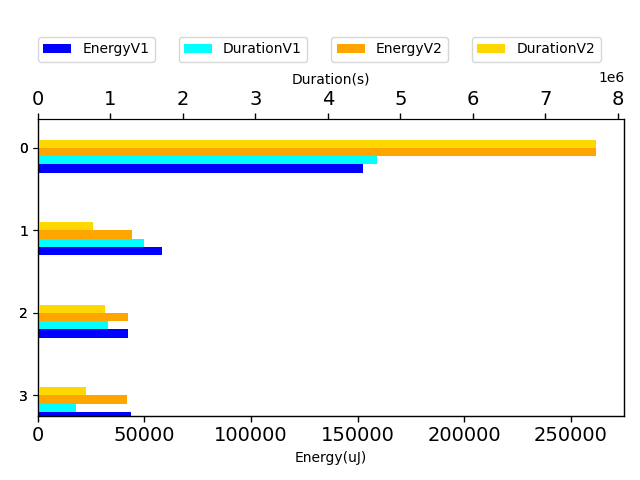 EnergyV1 DurationV1 EnergyV2 DurationV2
Duration(s)
1e6
0 1 2 3 4 5 6 7 8
0
1
2
3
0 50000 100000 150000 200000 250000
Energy(uJ)